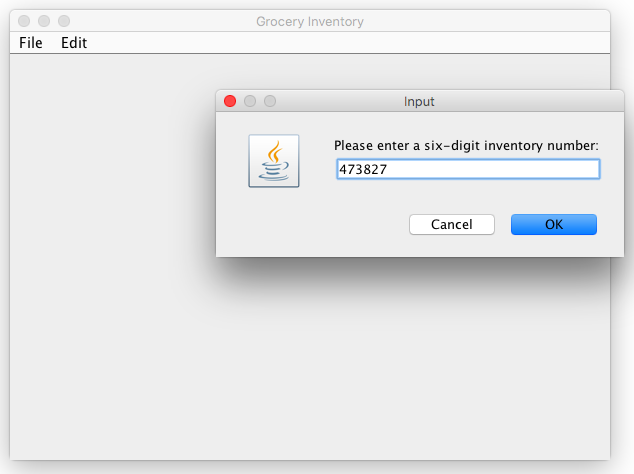 Grocery Inventory
File Edit
Input
Please enter a six-digit inventory number:
473827
Cancel OK